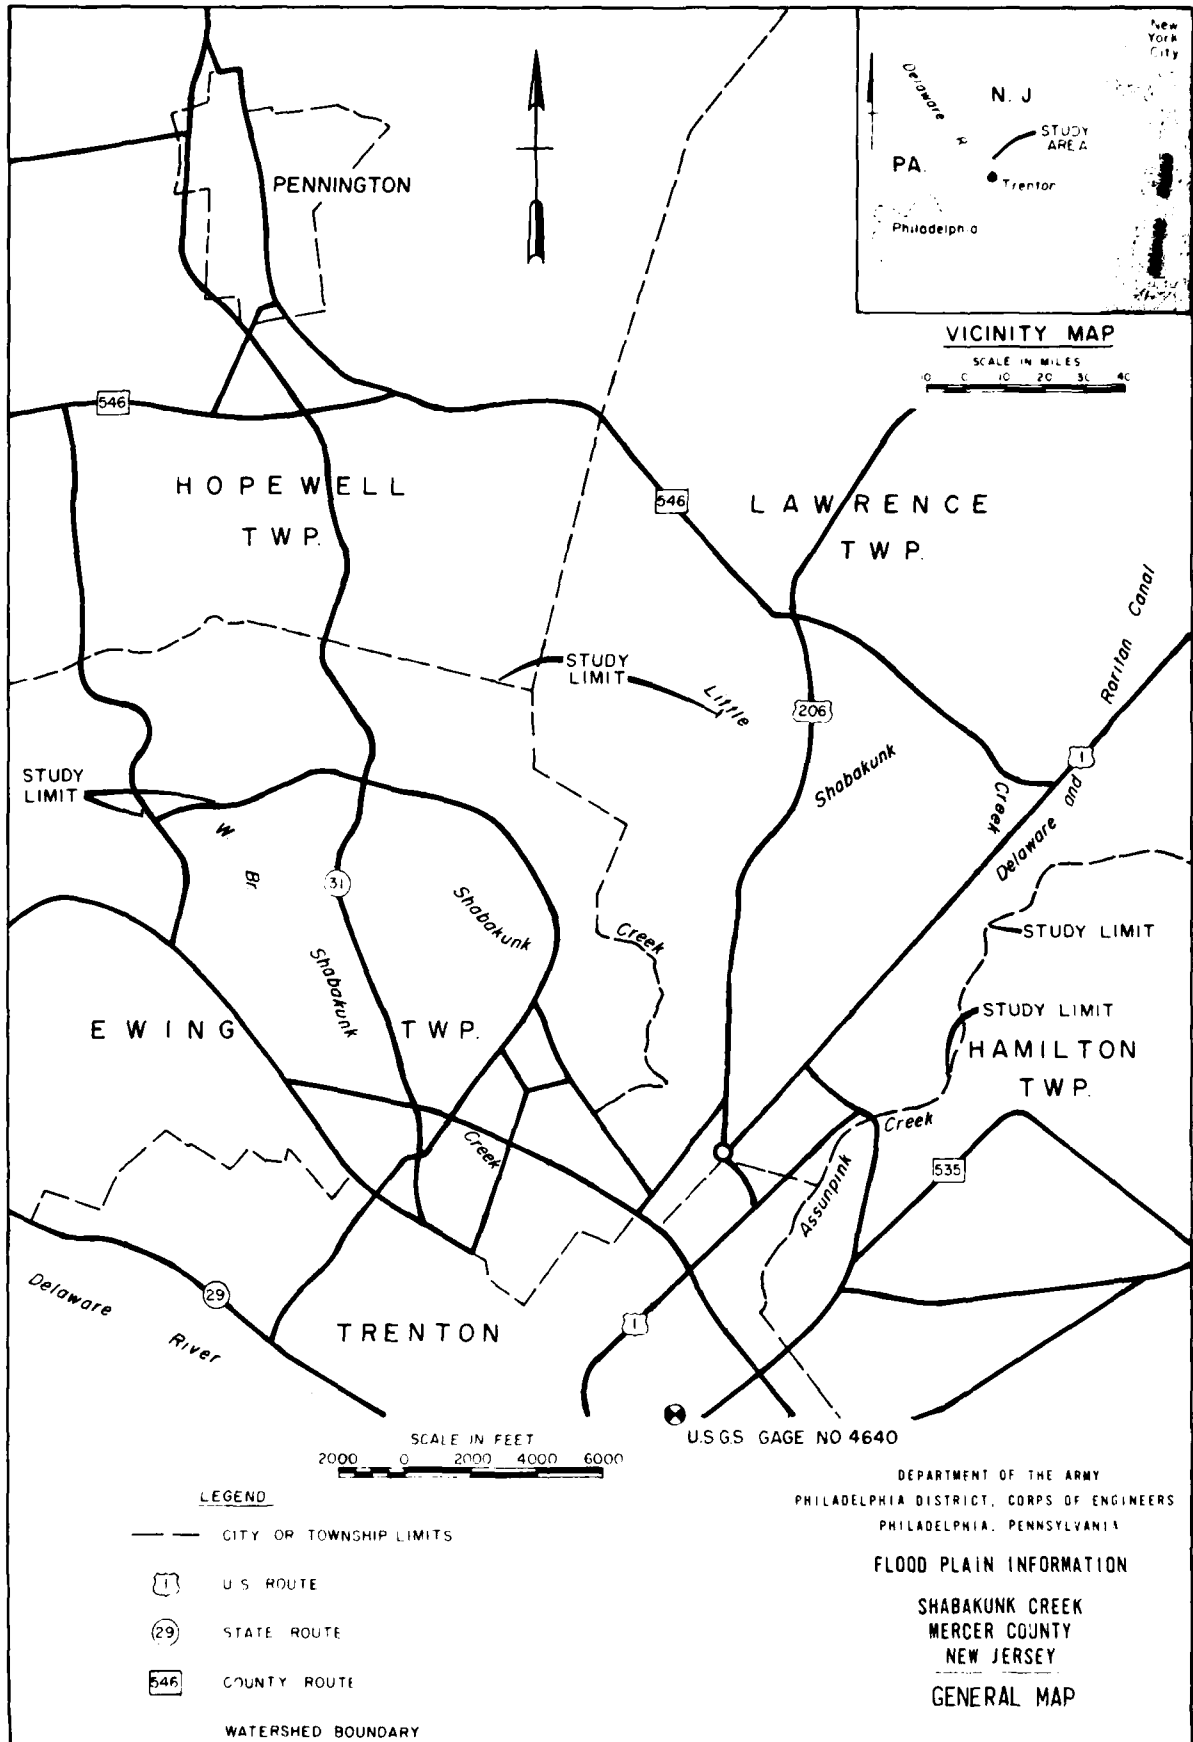 New
York
City
Delaware R
N. J
STUDY
AREA
PA.
Trenton
Philadelphia
VICINITY MAP
SCALE IN MILES
10 0 10 20 30 40
PENNINGTON
546
HOPEWELL
TWP.
546
LAWRENCE
TWP.
Delaware and Raritan Canal
STUDY
LIMIT
Little
206
Shabakunk
Creek
1
STUDY
LIMIT
W. Br.
31
Shabakunk
Creek
Shabakunk
STUDY LIMIT
STUDY LIMIT
EWING TWP.
HAMILTON
TWP.
Creek
Assunpink
Creek
535
Delaware
River
29
TRENTON
1
U.S.G.S. GAGE NO 4640
SCALE IN FEET
2000 0 2000 4000 6000
LEGEND
CITY OR TOWNSHIP LIMITS
1 U.S. ROUTE
29 STATE ROUTE
546 COUNTY ROUTE
WATERSHED BOUNDARY
DEPARTMENT OF THE ARMY
PHILADELPHIA DISTRICT, CORPS OF ENGINEERS
PHILADELPHIA, PENNSYLVANIA
FLOOD PLAIN INFORMATION
SHABAKUNK CREEK
MERCER COUNTY
NEW JERSEY
GENERAL MAP